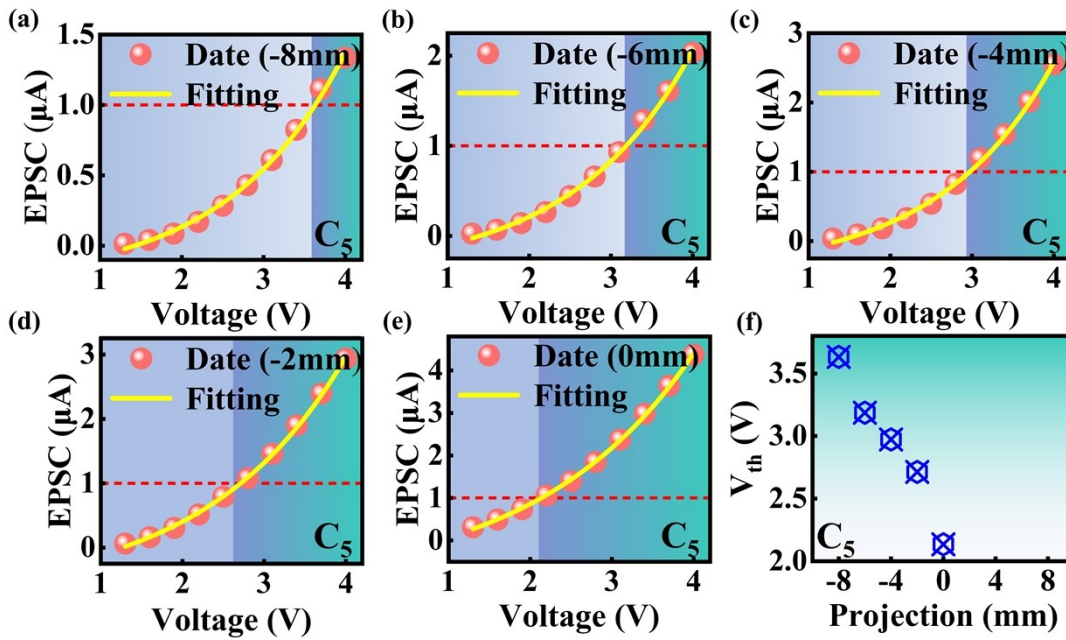 (a)
1.5
1.0
0.5
0.0
EPSC (μA)
Date (-8mm)
Fitting
C5
1 2 3 4
Voltage (V)
(b)
2
1
0
EPSC (μA)
Date (-6mm)
Fitting
C5
1 2 3 4
Voltage (V)
(c)
3
2
1
0
EPSC (μA)
Date (-4mm)
Fitting
C5
1 2 3 4
Voltage (V)
(d)
3
2
1
0
EPSC (μA)
Date (-2mm)
Fitting
C5
1 2 3 4
Voltage (V)
(e)
4
3
2
1
0
EPSC (μA)
Date (0mm)
Fitting
C5
1 2 3 4
Voltage (V)
(f)
3.5
3.0
2.5
2.0
Vth (V)
C5
-8 -4 0 4 8
Projection (mm)